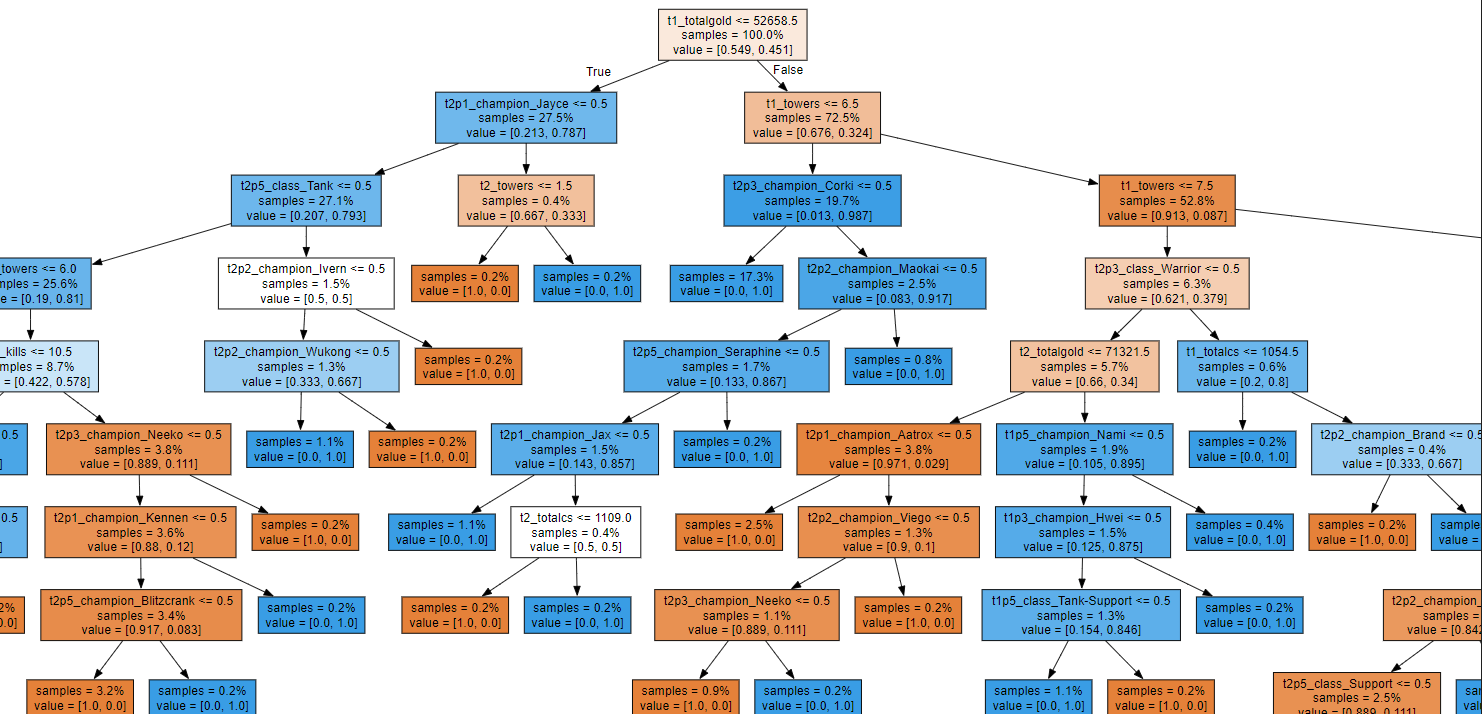 t1_totalgold <= 52658.5
samples = 100.0%
value = [0.549, 0.451]
True
False
t2p1_champion_Jayce <= 0.5
samples = 27.5%
value = [0.213, 0.787]
t1_towers <= 6.5
samples = 72.5%
value = [0.676, 0.324]
t2p5_class_Tank <= 0.5
samples = 27.1%
value = [0.207, 0.793]
t2_towers <= 1.5
samples = 0.4%
value = [0.667, 0.333]
t2p3_champion_Corki <= 0.5
samples = 19.7%
value = [0.013, 0.987]
t1_towers <= 7.5
samples = 52.8%
value = [0.913, 0.087]
towers <= 6.0
mples = 25.6%
e = [0.19, 0.81]
t2p2_champion_Ivern <= 0.5
samples = 1.5%
value = [0.5, 0.5]
samples = 0.2%
value = [1.0, 0.0]
samples = 0.2%
value = [0.0, 1.0]
samples = 17.3%
value = [0.0, 1.0]
t2p2_champion_Maokai <= 0.5
samples = 2.5%
value = [0.083, 0.917]
t2p3_class_Warrior <= 0.5
samples = 6.3%
value = [0.621, 0.379]
_kills <= 10.5
mples = 8.7%
= [0.422, 0.578]
t2p2_champion_Wukong <= 0.5
samples = 1.3%
value = [0.333, 0.667]
samples = 0.2%
value = [1.0, 0.0]
t2p5_champion_Seraphine <= 0.5
samples = 1.7%
value = [0.133, 0.867]
samples = 0.8%
value = [0.0, 1.0]
t2_totalgold <= 71321.5
samples = 5.7%
value = [0.66, 0.34]
t1_totalcs <= 1054.5
samples = 0.6%
value = [0.2, 0.8]
0.5
]
t2p3_champion_Neeko <= 0.5
samples = 3.8%
value = [0.889, 0.111]
samples = 1.1%
value = [0.0, 1.0]
samples = 0.2%
value = [1.0, 0.0]
t2p1_champion_Jax <= 0.5
samples = 1.5%
value = [0.143, 0.857]
samples = 0.2%
value = [0.0, 1.0]
t2p1_champion_Aatrox <= 0.5
samples = 3.8%
value = [0.971, 0.029]
t1p5_champion_Nami <= 0.5
samples = 1.9%
value = [0.105, 0.895]
samples = 0.2%
value = [0.0, 1.0]
t2p2_champion_Brand <= 0.5
samples = 0.4%
value = [0.333, 0.667]
0.5
]
t2p1_champion_Kennen <= 0.5
samples = 3.6%
value = [0.88, 0.12]
samples = 0.2%
value = [1.0, 0.0]
samples = 1.1%
value = [0.0, 1.0]
t2_totalcs <= 1109.0
samples = 0.4%
value = [0.5, 0.5]
samples = 2.5%
value = [1.0, 0.0]
t2p2_champion_Viego <= 0.5
samples = 1.3%
value = [0.9, 0.1]
t1p3_champion_Hwei <= 0.5
samples = 1.5%
value = [0.125, 0.875]
samples = 0.4%
value = [0.0, 1.0]
samples = 0.2%
value = [1.0, 0.0]
sample
value =
2%
0.0]
t2p5_champion_Blitzcrank <= 0.5
samples = 3.4%
value = [0.917, 0.083]
samples = 0.2%
value = [0.0, 1.0]
samples = 0.2%
value = [1.0, 0.0]
samples = 0.2%
value = [0.0, 1.0]
t2p3_champion_Neeko <= 0.5
samples = 1.1%
value = [0.889, 0.111]
samples = 0.2%
value = [1.0, 0.0]
t1p5_class_Tank-Support <= 0.5
samples = 1.3%
value = [0.154, 0.846]
samples = 0.2%
value = [0.0, 1.0]
t2p2_champion_
samples =
value = [0.842
samples = 3.2%
value = [1.0, 0.0]
samples = 0.2%
value = [0.0, 1.0]
samples = 0.9%
value = [1.0, 0.0]
samples = 0.2%
value = [0.0, 1.0]
samples = 1.1%
value = [0.0, 1.0]
samples = 0.2%
value = [1.0, 0.0]
t2p5_class_Support <= 0.5
samples = 2.5%
value = [0.889, 0.111]
sa
val